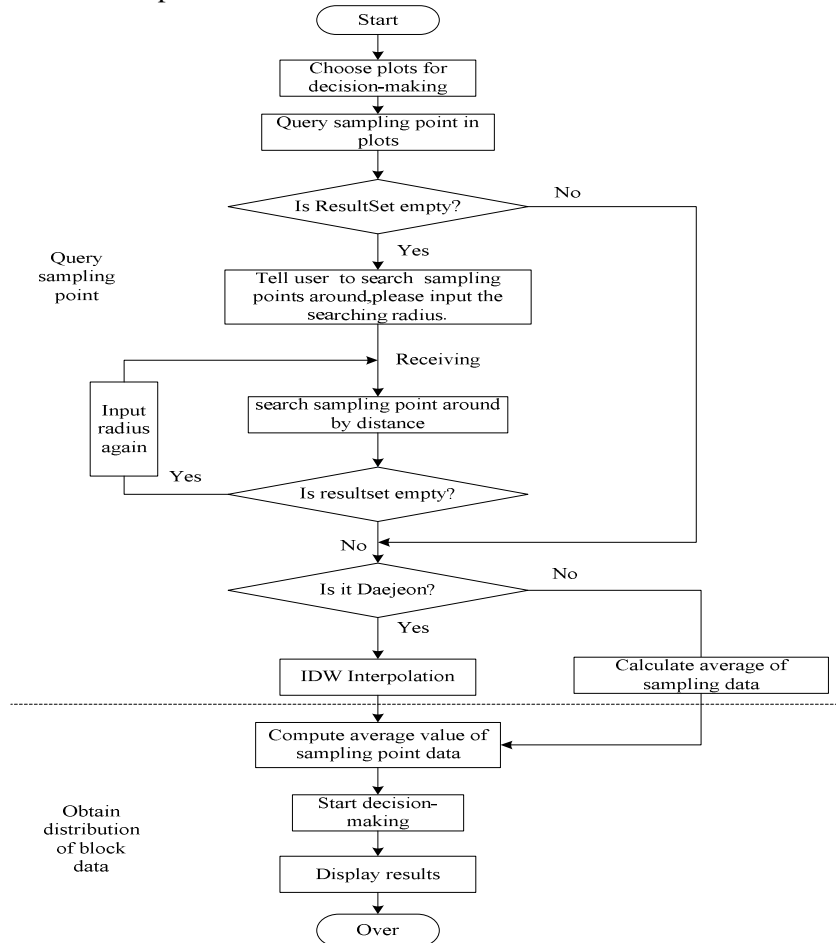 Start
Choose plots for
decision-making
Query sampling point in
plots
Is ResultSet empty?
No
Yes
Query
sampling
point
Tell user to search sampling
points around,please input the
searching radius.
Receiving
Input
radius
again
search sampling point around
by distance
Yes
Is resultset empty?
No
Is it Daejeon?
No
Yes
IDW Interpolation
Calculate average of
sampling data
Compute average value of
sampling point data
Obtain
distribution
of block
data
Start decision-
making
Display results
Over